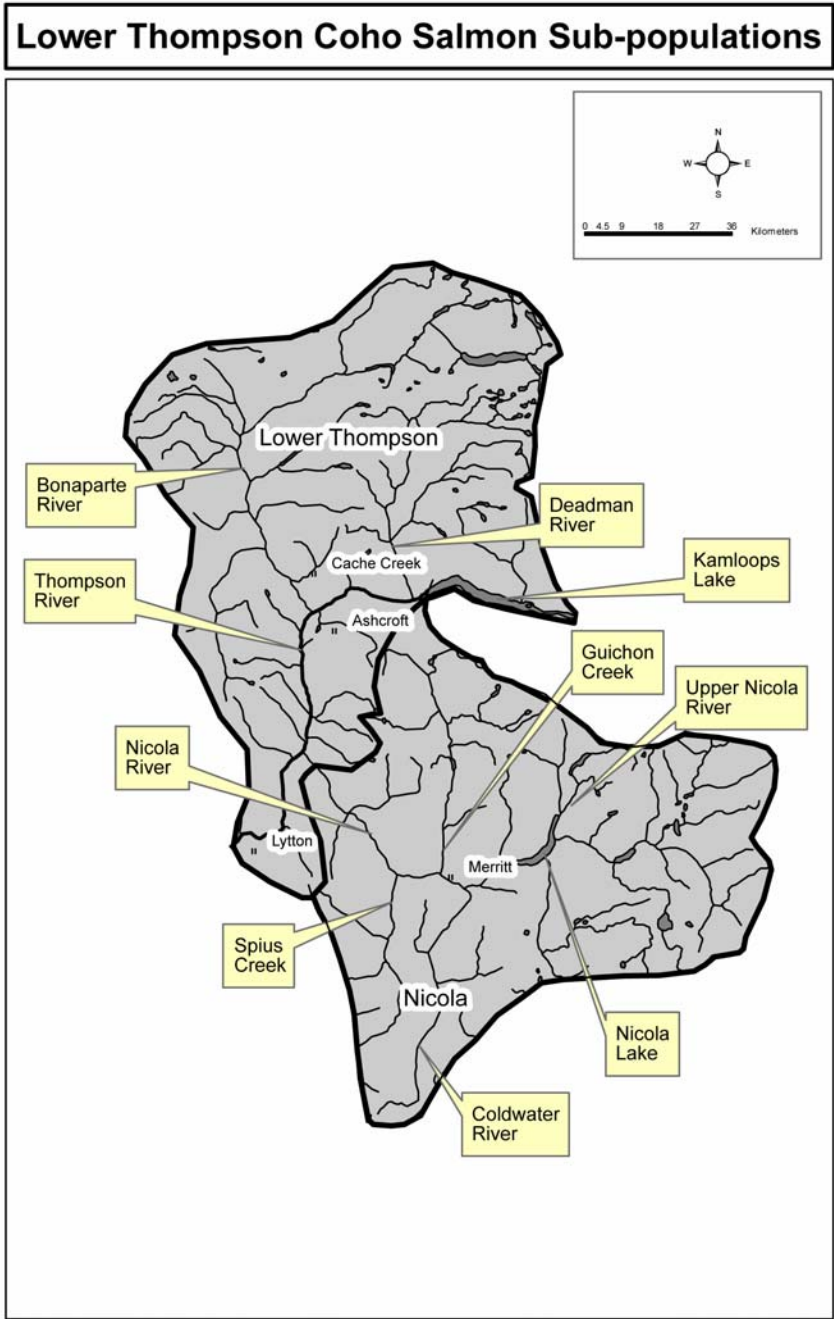 Lower Thompson Coho Salmon Sub-populations
N
W E
S
0 4.5 9 18 27 36 Kilometers
Lower Thompson
Bonaparte
River
Deadman
River
Cache Creek
Kamloops
Lake
Thompson
River
Ashcroft
Guichon
Creek
Upper Nicola
River
Nicola
River
Lytton
Merritt
Spius
Creek
Nicola
Nicola
Lake
Coldwater
River